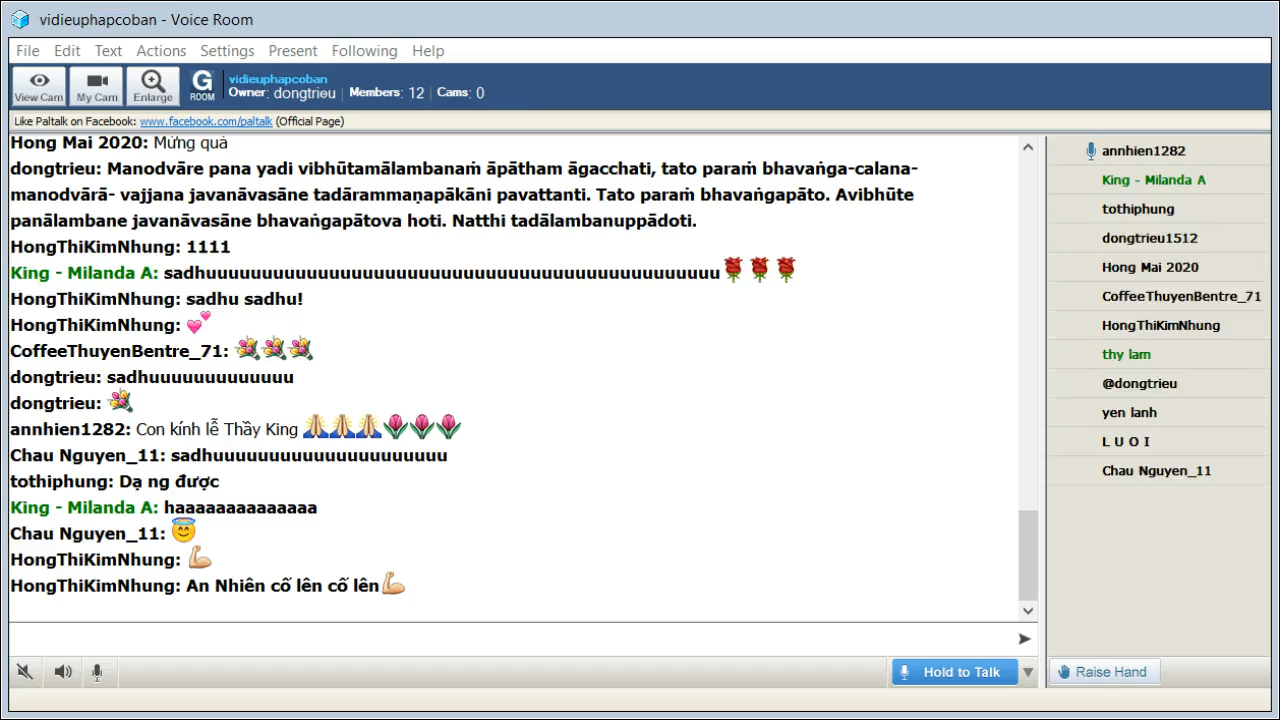 vidieuphapcoban - Voice Room
File Edit Text Actions Settings Present Following Help
View Cam My Cam Enlarge G ROOM vidieuphapcoban
Owner: dongtrieu | Members: 12 | Cams: 0
Like Paltalk on Facebook: www.facebook.com/paltalk (Official Page)
Hong Mai 2020: Mứng quà
dongtrieu: Manodvāre pana yadi vibhūtamālambanaṁ āpātham āgacchati, tato paraṁ bhavaṅga-calana-
manodvārā- vajjana javanāvasāne tadārammaṇapākāni pavattanti. Tato paraṁ bhavaṅgapāto. Avibhūte
panālambane javanāvasāne bhavaṅgapātova hoti. Natthi tadālambanuppādoti.
HongThiKimNhung: 1111
King - Milanda A: sadhuuuuuuuuuuuuuuuuuuuuuuuuuuuuuuuuuuuuuuuuuuuuuu🌹🌹🌹
HongThiKimNhung: sadhu sadhu!
HongThiKimNhung: 💕
CoffeeThuyenBentre_71: 💐💐💐
dongtrieu: sadhuuuuuuuuuuuuu
dongtrieu: 💐
annhien1282: Con kính lễ Thầy King 🙏🙏🙏🌷🌷🌷
Chau Nguyen_11: sadhuuuuuuuuuuuuuuuuuuuuu
tothiphung: Dạ ng được
King - Milanda A: haaaaaaaaaaaaaa
Chau Nguyen_11: 😇
HongThiKimNhung: 💪
HongThiKimNhung: An Nhiên cố lên cố lên💪
Hold to Talk
annhien1282
King - Milanda A
tothiphung
dongtrieu1512
Hong Mai 2020
CoffeeThuyenBentre_71
HongThiKimNhung
thy lam
@dongtrieu
yen lanh
L U O I
Chau Nguyen_11
Raise Hand